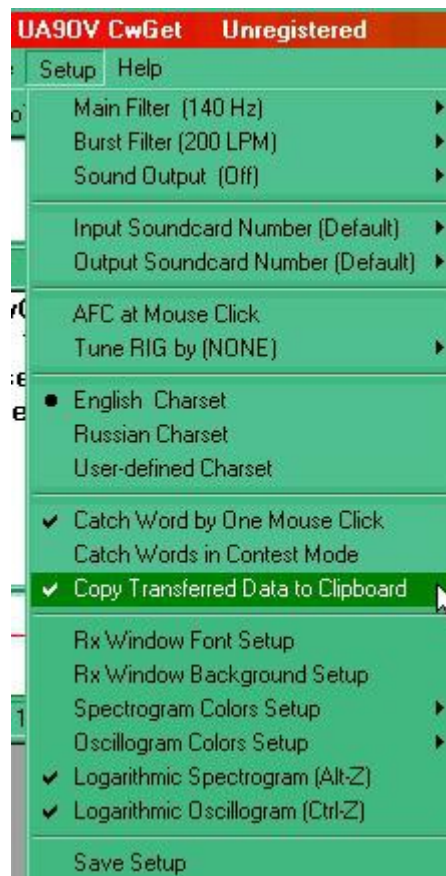 UA9OV CwGet Unregistered
Setup Help
Main Filter (140 Hz)
Burst Filter (200 LPM)
Sound Output (Off)
Input Soundcard Number (Default)
Output Soundcard Number (Default)
AFC at Mouse Click
Tune RIG by (NONE)
English Charset
Russian Charset
User-defined Charset
Catch Word by One Mouse Click
Catch Words in Contest Mode
Copy Transferred Data to Clipboard
Rx Window Font Setup
Rx Window Background Setup
Spectrogram Colors Setup
Oscillogram Colors Setup
Logarithmic Spectrogram (Alt-Z)
Logarithmic Oscillogram (Ctrl-Z)
Save Setup